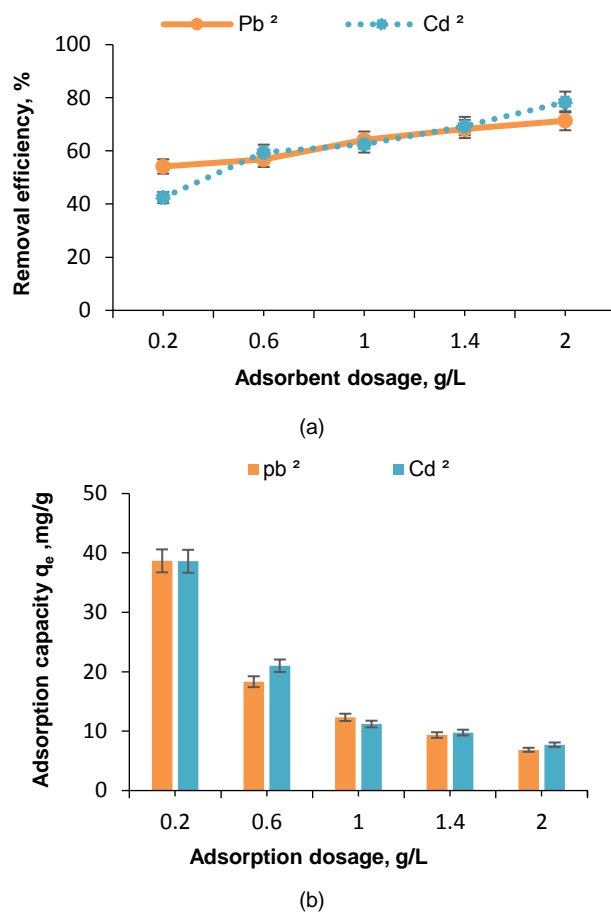 Pb ² Cd ²
100
80
60
40
20
0
Removal efficiency, %
0.2 0.6 1 1.4 2
Adsorbent dosage, g/L
(a)
pb ² Cd ²
50
40
30
20
10
0
Adsorption capacity qₑ ,mg/g
0.2 0.6 1 1.4 2
Adsorption dosage, g/L
(b)